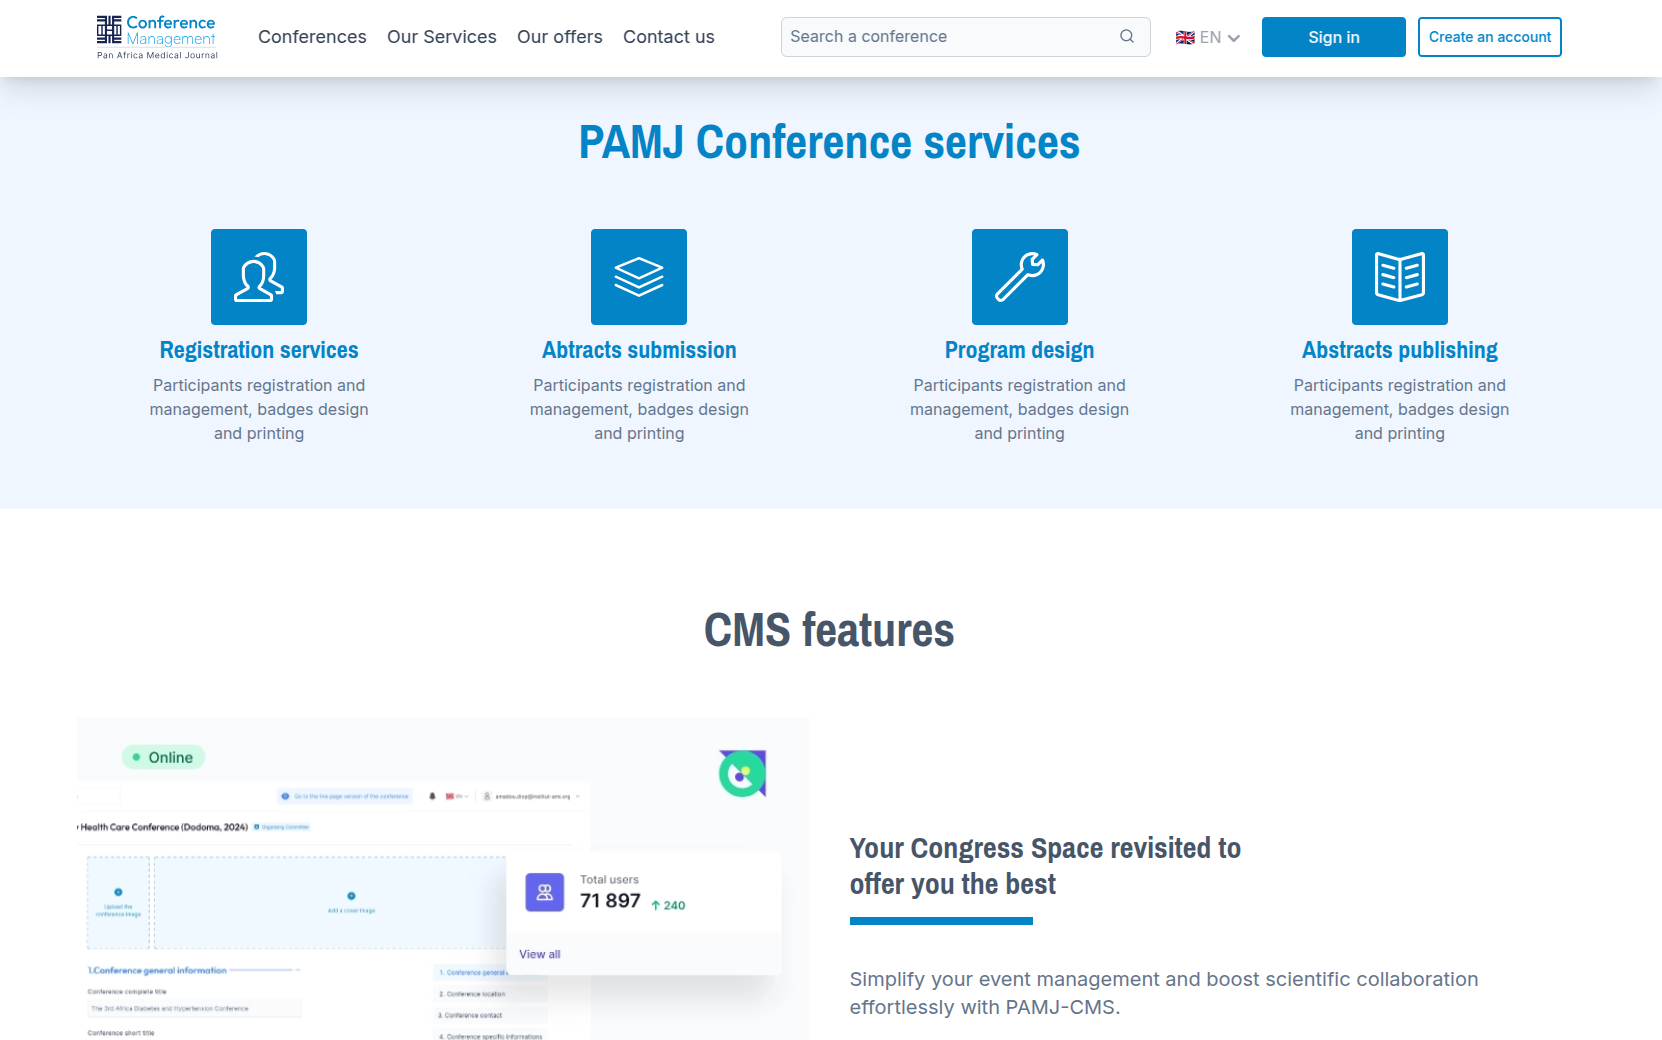 Conference
Management
Pan Africa Medical Journal
Conferences
Our Services
Our offers
Contact us
Search a conference
EN
Sign in
Create an account
PAMJ Conference services
Registration services
Participants registration and
management, badges design
and printing
Abtracts submission
Participants registration and
management, badges design
and printing
Program design
Participants registration and
management, badges design
and printing
Abstracts publishing
Participants registration and
management, badges design
and printing
CMS features
Online
Go to the live page version of the conference
EN
Health Care Conference (Dodoma, 2024)
Organising Committee
Upload the
conference image
Add a cover image
Total users
71 897
240
View all
1.Conference general information
Conference complete title
The 3rd Africa Diabetes and Hypertension Conference
Conference short title
1. Conference general
2. Conference location
3. Conference contact
4. Conference specific informations
Your Congress Space revisited to
offer you the best
Simplify your event management and boost scientific collaboration
effortlessly with PAMJ-CMS.